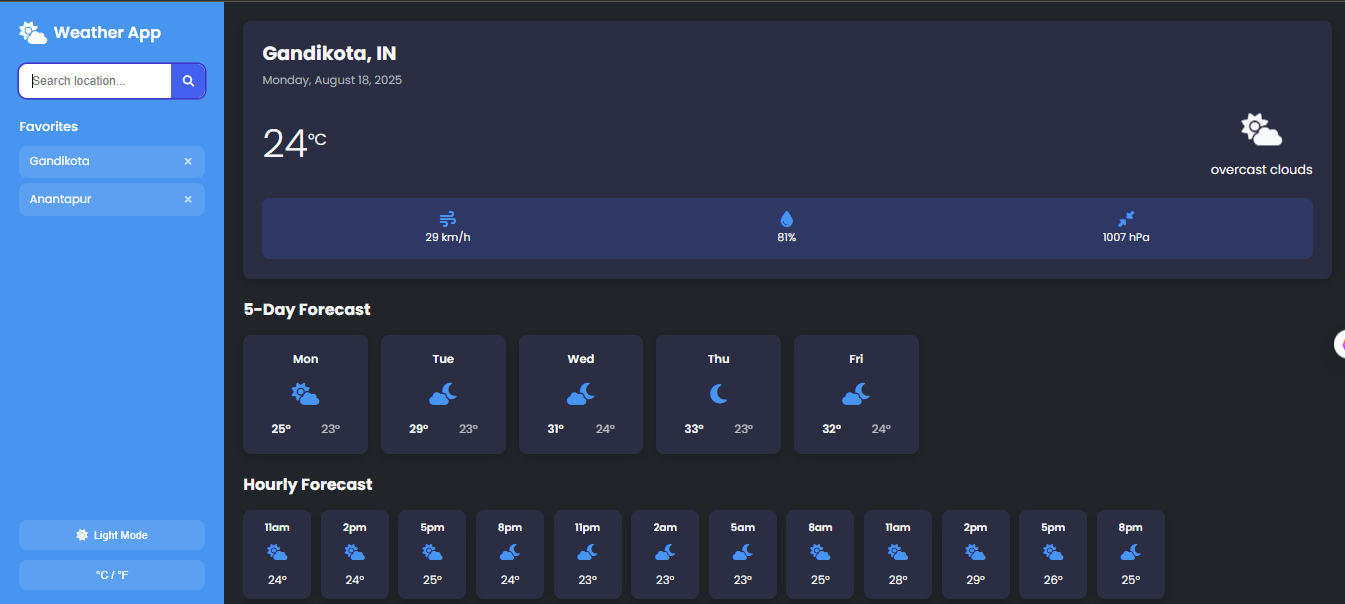 Weather App
Search location...
Favorites
Gandikota ×
Anantapur ×
Light Mode
°C / °F
Gandikota, IN
Monday, August 18, 2025
24°C
overcast clouds
29 km/h 81% 1007 hPa
5-Day Forecast
Mon Tue Wed Thu Fri
25° 23° 29° 23° 31° 24° 33° 23° 32° 24°
Hourly Forecast
11am 2pm 5pm 8pm 11pm 2am 5am 8am 11am 2pm 5pm 8pm
24° 24° 25° 24° 23° 23° 23° 25° 28° 29° 26° 25°